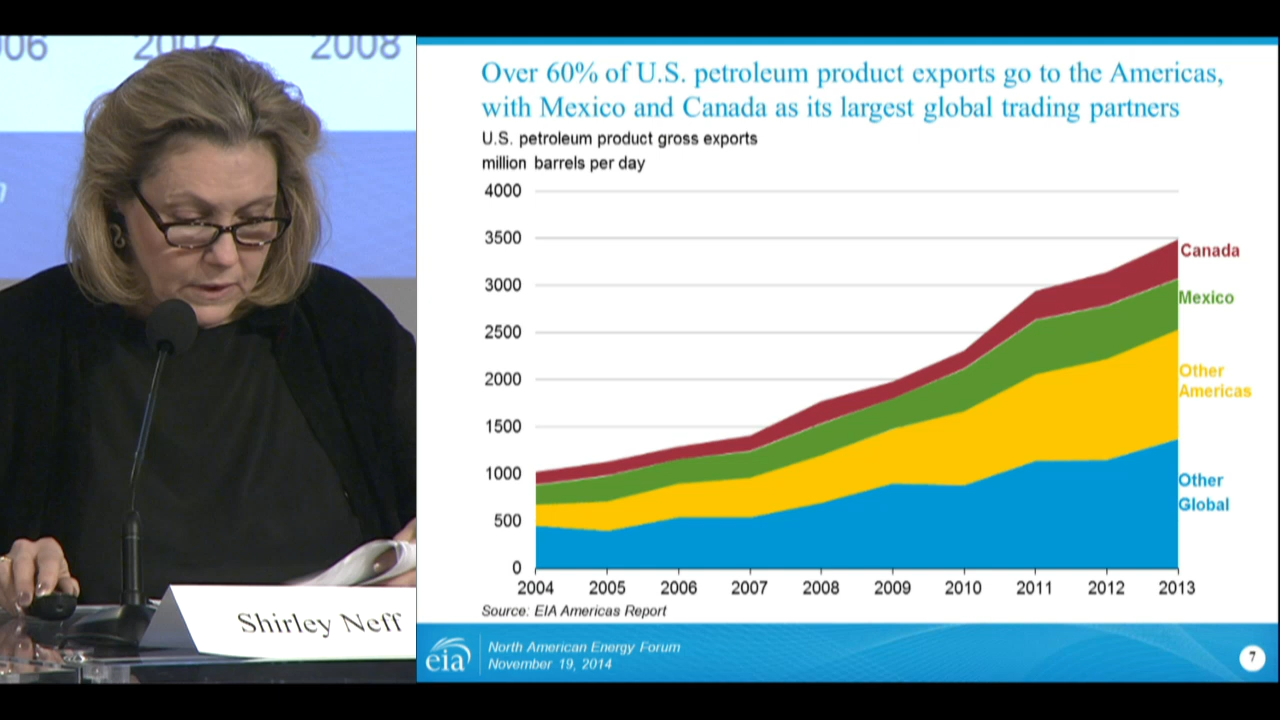 2007
2008
Shirley Neff
Over 60% of U.S. petroleum product exports go to the Americas,
with Mexico and Canada as its largest global trading partners
U.S. petroleum product gross exports
million barrels per day
4000
3500
3000
2500
2000
1500
1000
500
0
Canada
Mexico
Other
Americas
Other
Global
2004 2005 2006 2007 2008 2009 2010 2011 2012 2013
Source: EIA Americas Report
eia
North American Energy Forum
November 19, 2014
7